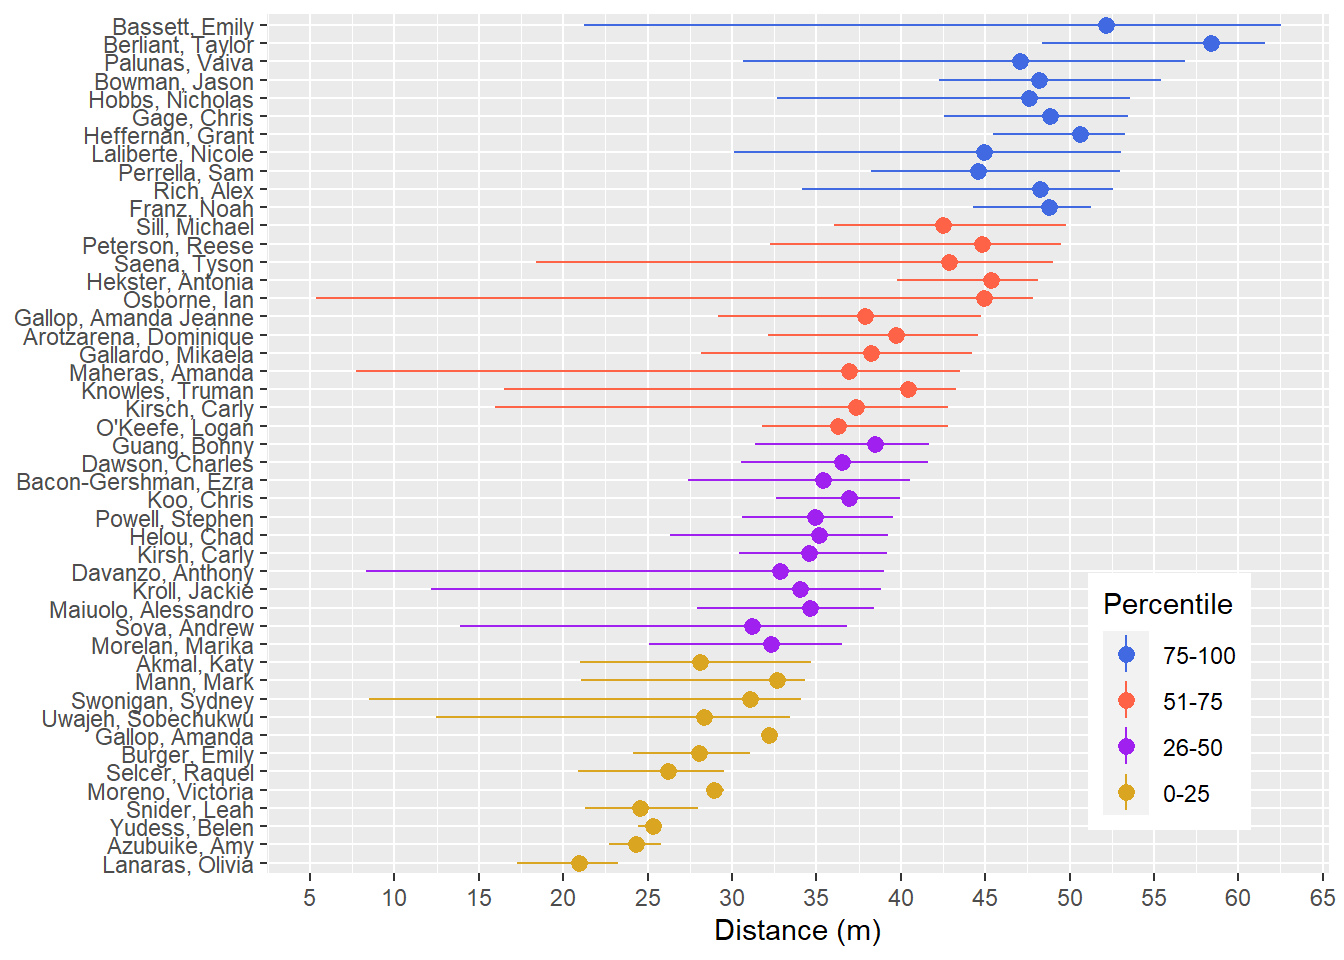 Bassett, Emily
Berliant, Taylor
Palunas, Vaiva
Bowman, Jason
Hobbs, Nicholas
Gage, Chris
Heffernan, Grant
Laliberte, Nicole
Perrella, Sam
Rich, Alex
Franz, Noah
Sill, Michael
Peterson, Reese
Saena, Tyson
Hekster, Antonia
Osborne, Ian
Gallop, Amanda Jeanne
Arotzarena, Dominique
Gallardo, Mikaela
Maheras, Amanda
Knowles, Truman
Kirsch, Carly
O'Keefe, Logan
Guang, Bonny
Dawson, Charles
Bacon-Gershman, Ezra
Koo, Chris
Powell, Stephen
Helou, Chad
Kirsh, Carly
Davanzo, Anthony
Kroll, Jackie
Maiuolo, Alessandro
Sova, Andrew
Morelan, Marika
Akmal, Katy
Mann, Mark
Swonigan, Sydney
Uwajeh, Sobechukwu
Gallop, Amanda
Burger, Emily
Selcer, Raquel
Moreno, Victoria
Snider, Leah
Yudess, Belen
Azubuike, Amy
Lanaras, Olivia
Percentile
75-100
51-75
26-50
0-25
5 10 15 20 25 30 35 40 45 50 55 60 65
Distance (m)